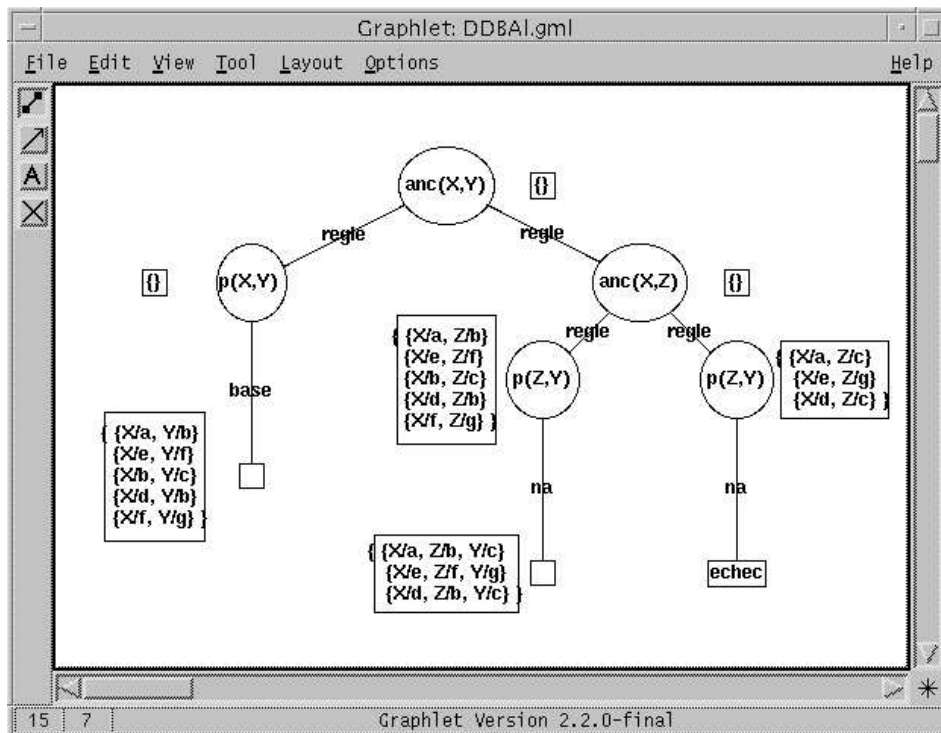 Graphlet: DDBAI.gml
File Edit View Tool Layout Options Help
anc(X,Y) {}
regle regle
{} p(X,Y) anc(X,Z) {}
regle regle
{ {X/a, Z/b}
{X/e, Z/f}
{X/b, Z/c}
{X/d, Z/b}
{X/f, Z/g} }
p(Z,Y) p(Z,Y)
{ {X/a, Z/c}
{X/e, Z/g}
{X/d, Z/c} }
base
{ {X/a, Y/b}
{X/e, Y/f}
{X/b, Y/c}
{X/d, Y/b}
{X/f, Y/g} }
na na
{ {X/a, Z/b, Y/c}
{X/e, Z/f, Y/g}
{X/d, Z/b, Y/c} }
echec
15 7 Graphlet Version 2.2.0-final